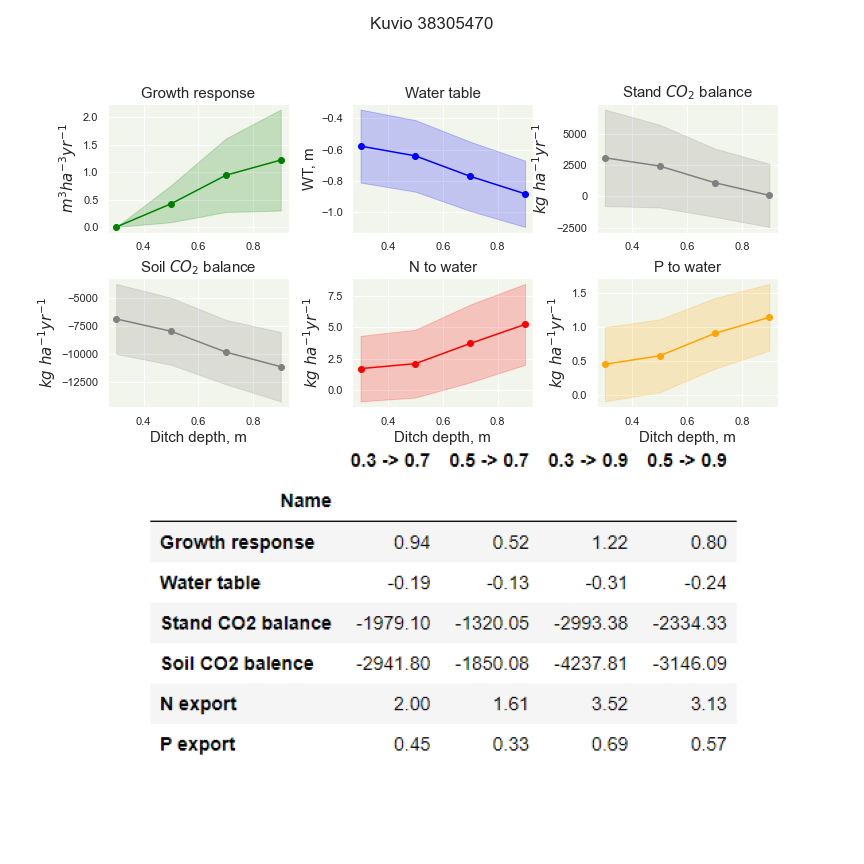 Kuvio 38305470
Growth response Water table Stand CO2 balance
m³ha⁻³yr⁻¹
2.0
1.5
1.0
0.5
0.0
0.4 0.6 0.8
WT, m
−0.4
−0.6
−0.8
−1.0
0.4 0.6 0.8
kg ha⁻¹yr⁻¹
5000
2500
0
−2500
0.4 0.6 0.8
Soil CO₂ balance N to water P to water
kg ha⁻¹yr⁻¹
−5000
−7500
−10000
−12500
0.4 0.6 0.8
Ditch depth, m
kg ha⁻¹yr⁻¹
7.5
5.0
2.5
0.0
0.4 0.6 0.8
Ditch depth, m
kg ha⁻¹yr⁻¹
1.5
1.0
0.5
0.0
0.4 0.6 0.8
Ditch depth, m
0.3 -> 0.7 0.5 -> 0.7 0.3 -> 0.9 0.5 -> 0.9
Name
Growth response 0.94 0.52 1.22 0.80
Water table -0.19 -0.13 -0.31 -0.24
Stand CO2 balance -1979.10 -1320.05 -2993.38 -2334.33
Soil CO2 balence -2941.80 -1850.08 -4237.81 -3146.09
N export 2.00 1.61 3.52 3.13
P export 0.45 0.33 0.69 0.57